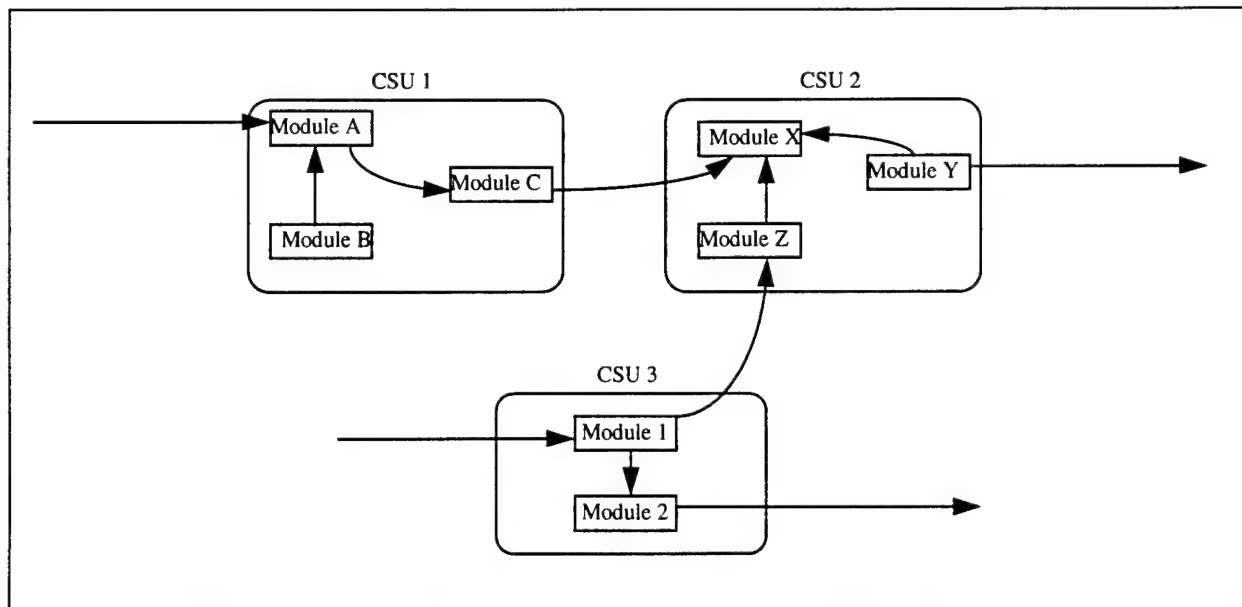 CSU 1
CSU 2
Module A
Module X
Module C
Module Y
Module B
Module Z
CSU 3
Module 1
Module 2